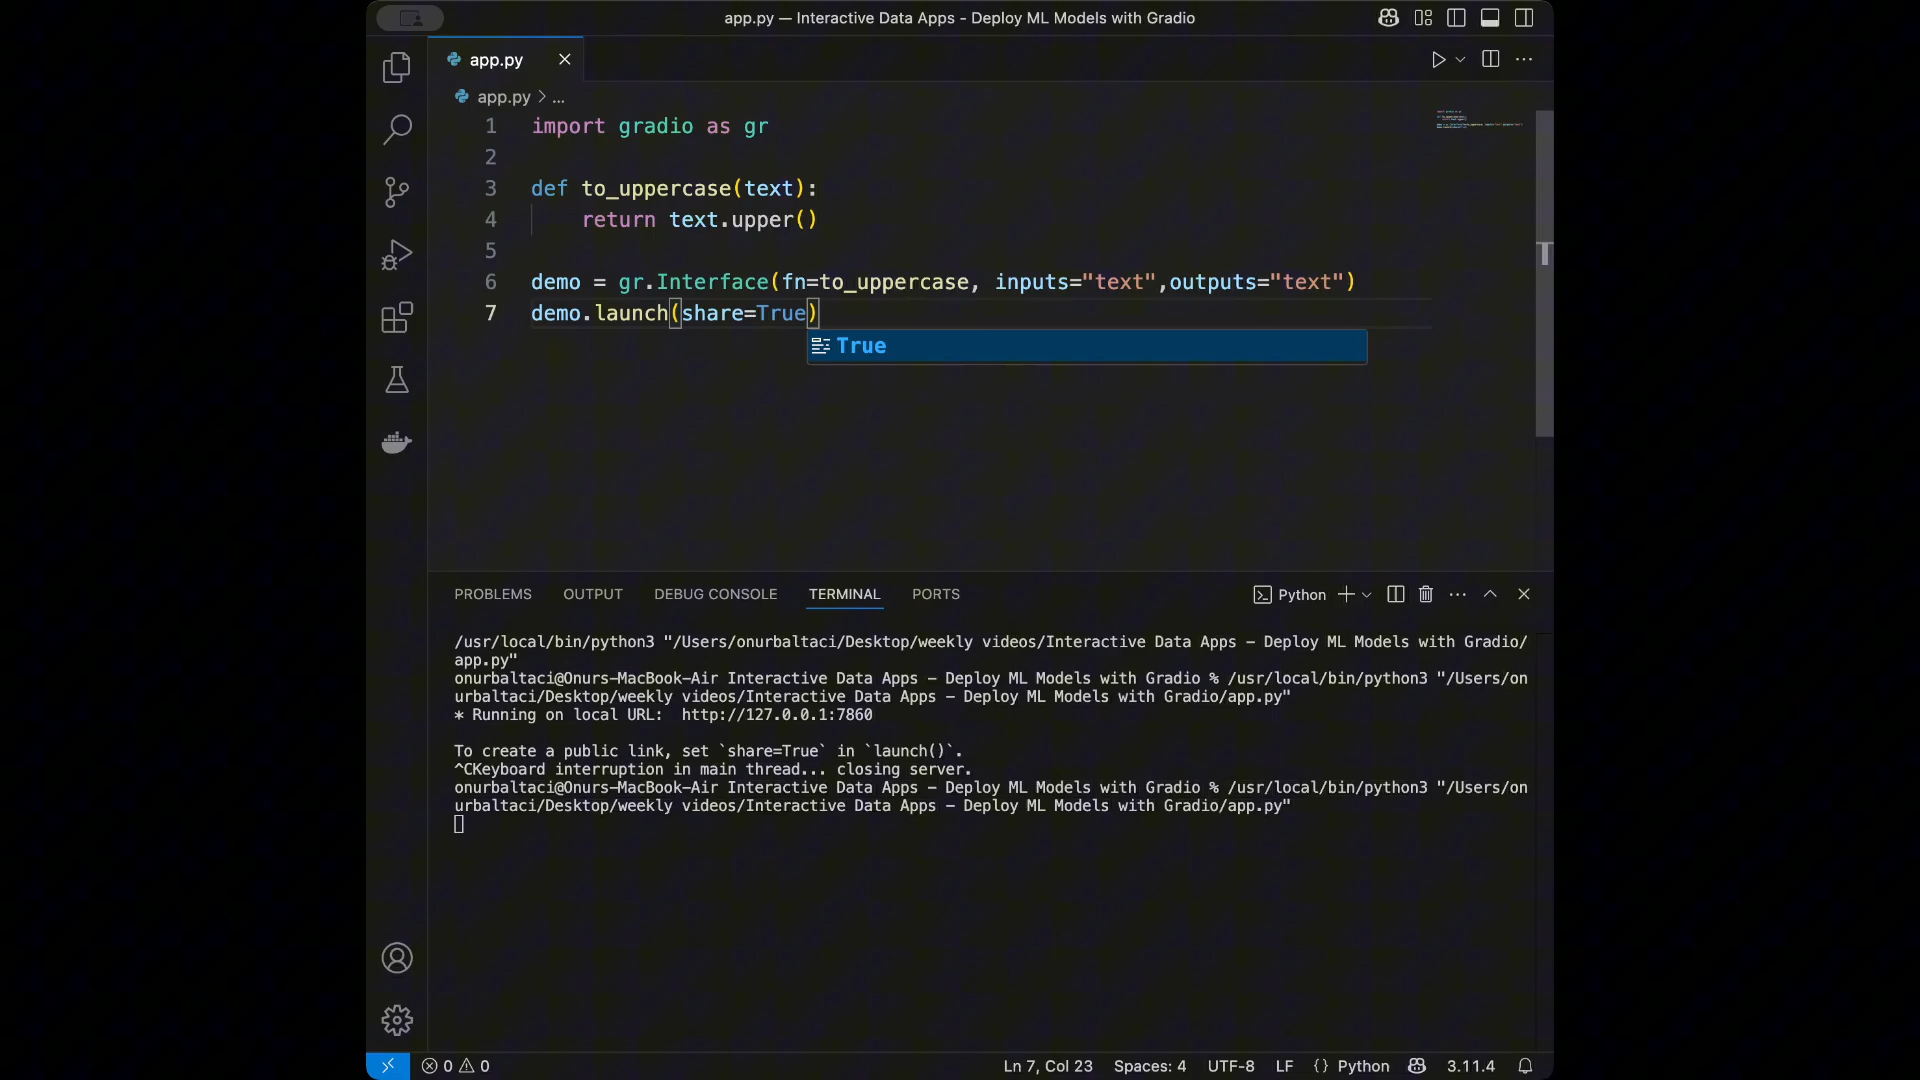 app.py — Interactive Data Apps - Deploy ML Models with Gradio
app.py
app.py > ...
1 import gradio as gr
2
3 def to_uppercase(text):
4 return text.upper()
5
6 demo = gr.Interface(fn=to_uppercase, inputs="text",outputs="text")
7 demo.launch(share=True)
True
PROBLEMS OUTPUT DEBUG CONSOLE TERMINAL PORTS Python
/usr/local/bin/python3 "/Users/onurbaltaci/Desktop/weekly videos/Interactive Data Apps - Deploy ML Models with Gradio/
app.py"
onurbaltaci@Onurs-MacBook-Air Interactive Data Apps - Deploy ML Models with Gradio % /usr/local/bin/python3 "/Users/on
urbaltaci/Desktop/weekly videos/Interactive Data Apps - Deploy ML Models with Gradio/app.py"
* Running on local URL:  http://127.0.0.1:7860
To create a public link, set `share=True` in `launch()`.
^CKeyboard interruption in main thread... closing server.
onurbaltaci@Onurs-MacBook-Air Interactive Data Apps - Deploy ML Models with Gradio % /usr/local/bin/python3 "/Users/on
urbaltaci/Desktop/weekly videos/Interactive Data Apps - Deploy ML Models with Gradio/app.py"
0 0 Ln 7, Col 23 Spaces: 4 UTF-8 LF {} Python 3.11.4